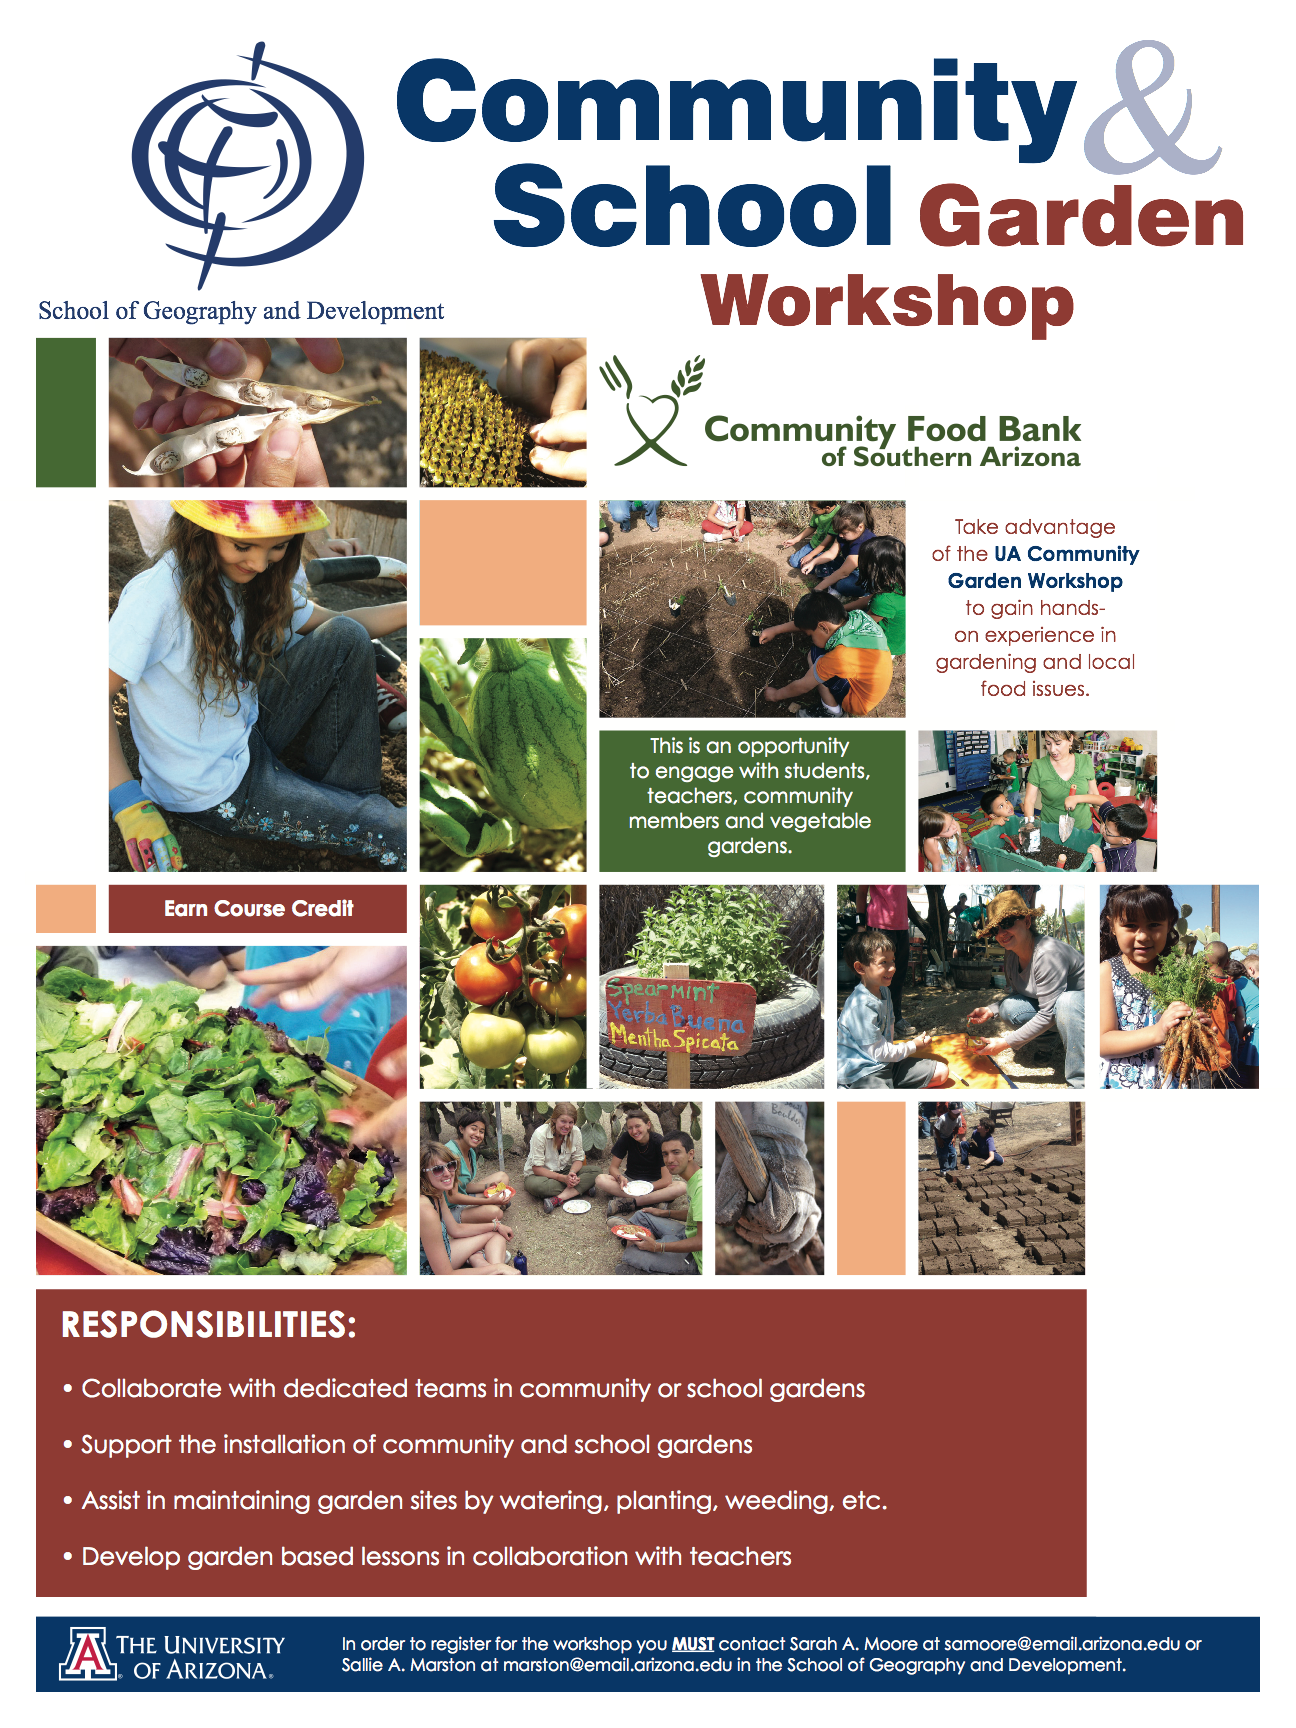 Community &
School Garden
Workshop
School of Geography and Development
Community Food Bank
of Southern Arizona
Take advantage
of the UA Community
Garden Workshop
to gain hands-
on experience in
gardening and local
food issues.
This is an opportunity
to engage with students,
teachers, community
members and vegetable
gardens.
Earn Course Credit
Spearmint
Yerba Buena
Mentha Spicata
Boulder
RESPONSIBILITIES:
• Collaborate with dedicated teams in community or school gardens
• Support the installation of community and school gardens
• Assist in maintaining garden sites by watering, planting, weeding, etc.
• Develop garden based lessons in collaboration with teachers
A
THE UNIVERSITY
OF ARIZONA®
In order to register for the workshop you MUST contact Sarah A. Moore at samoore@email.arizona.edu or
Sallie A. Marston at marston@email.arizona.edu in the School of Geography and Development.